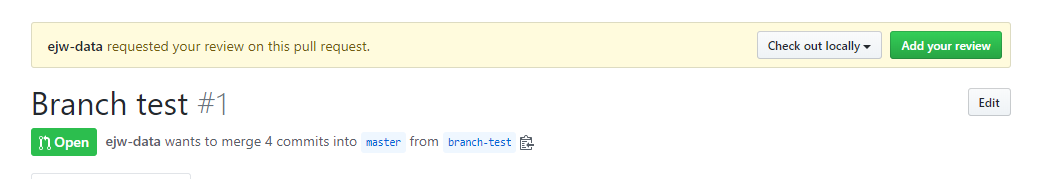 ejw-data requested your review on this pull request.
Check out locally
Add your review
Branch test #1
Edit
Open
ejw-data wants to merge 4 commits into master from branch-test